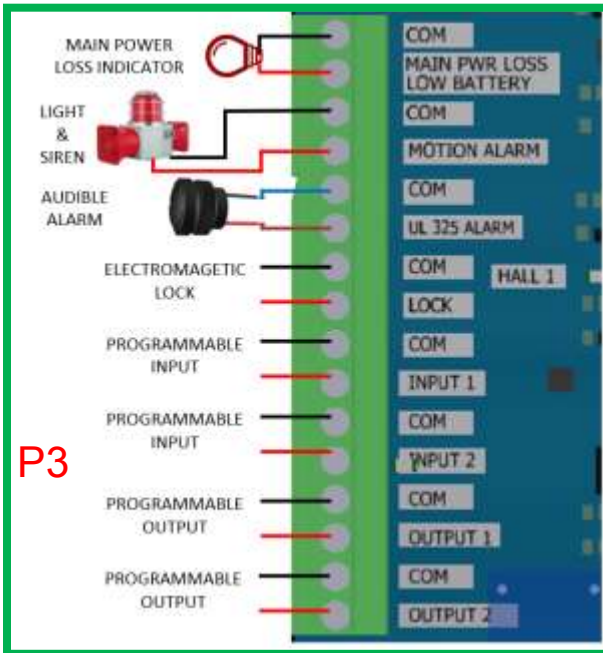 MAIN POWER
LOSS INDICATOR
COM
MAIN PWR LOSS
LOW BATTERY
LIGHT
&
SIREN
COM
MOTION ALARM
AUDIBLE
ALARM
COM
UL 325 ALARM
ELECTROMAGETIC
LOCK
COM
HALL 1
LOCK
PROGRAMMABLE
INPUT
COM
INPUT 1
PROGRAMMABLE
INPUT
COM
INPUT 2
P3
PROGRAMMABLE
OUTPUT
COM
OUTPUT 1
PROGRAMMABLE
OUTPUT
COM
OUTPUT 2